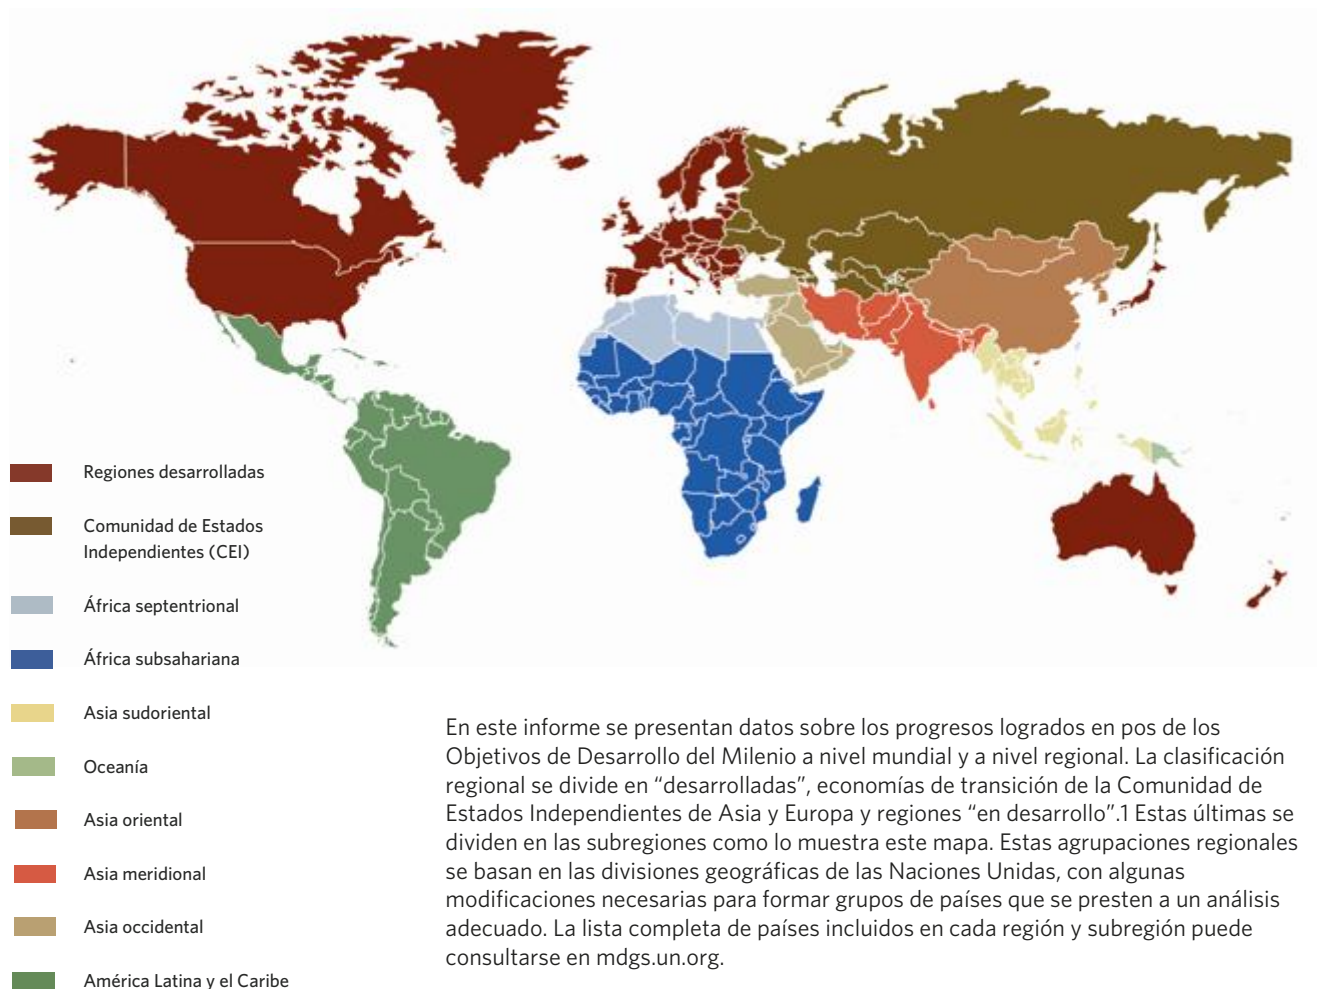 Regiones desarrolladas
Comunidad de Estados
Independientes (CEI)
África septentrional
África subsahariana
Asia sudoriental
Oceanía
Asia oriental
Asia meridional
Asia occidental
América Latina y el Caribe
En este informe se presentan datos sobre los progresos logrados en pos de los
Objetivos de Desarrollo del Milenio a nivel mundial y a nivel regional. La clasificación
regional se divide en “desarrolladas”, economías de transición de la Comunidad de
Estados Independientes de Asia y Europa y regiones “en desarrollo”.1 Estas últimas se
dividen en las subregiones como lo muestra este mapa. Estas agrupaciones regionales
se basan en las divisiones geográficas de las Naciones Unidas, con algunas
modificaciones necesarias para formar grupos de países que se presten a un análisis
adecuado. La lista completa de países incluidos en cada región y subregión puede
consultarse en mdgs.un.org.